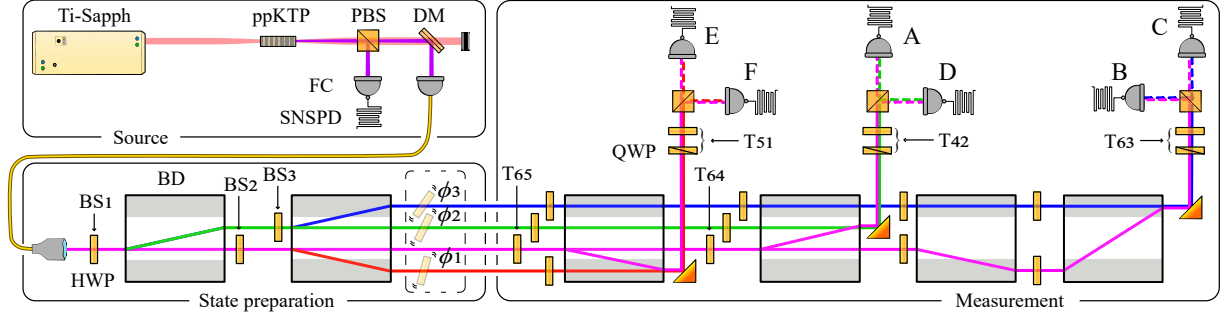 Ti-Sapph
ppKTP
PBS
DM
FC
SNSPD
Source
E
A
C
F
D
B
T51
T42
T63
QWP
BS1
BD
BS2
BS3
ϕ3
ϕ2
ϕ1
T65
T64
HWP
State preparation
Measurement